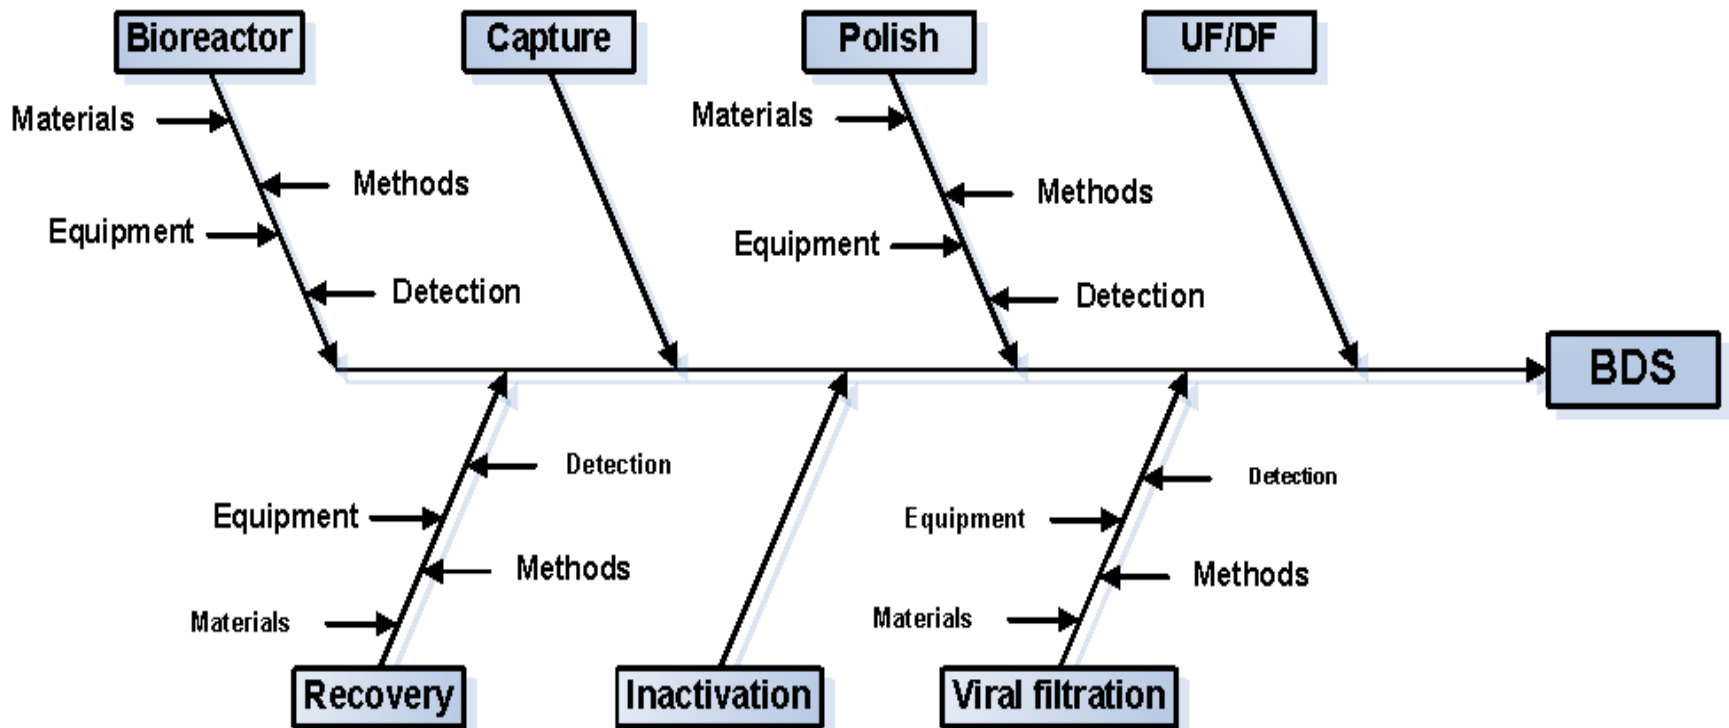 Bioreactor
Capture
Polish
UF/DF
Materials
Materials
Methods
Methods
Equipment
Equipment
Detection
Detection
BDS
Detection
Detection
Equipment
Equipment
Methods
Methods
Materials
Materials
Recovery
Inactivation
Viral filtration